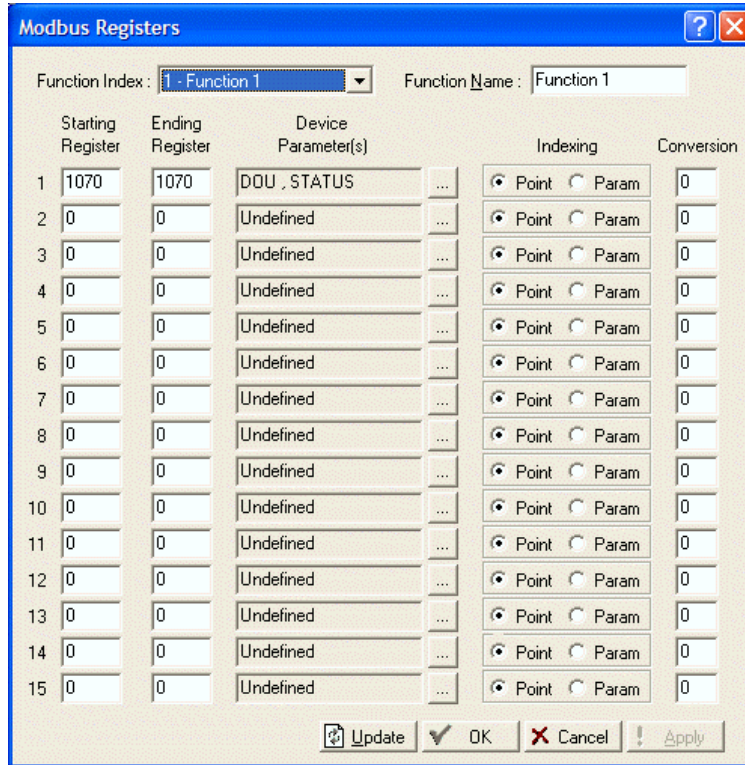 Modbus Registers
Function Index : 1 - Function 1 Function Name : Function 1
Starting Ending Device
Register Register Parameter(s) Indexing Conversion
1 1070 1070 DOU , STATUS ... Point Param 0
2 0 0 Undefined ... Point Param 0
3 0 0 Undefined ... Point Param 0
4 0 0 Undefined ... Point Param 0
5 0 0 Undefined ... Point Param 0
6 0 0 Undefined ... Point Param 0
7 0 0 Undefined ... Point Param 0
8 0 0 Undefined ... Point Param 0
9 0 0 Undefined ... Point Param 0
10 0 0 Undefined ... Point Param 0
11 0 0 Undefined ... Point Param 0
12 0 0 Undefined ... Point Param 0
13 0 0 Undefined ... Point Param 0
14 0 0 Undefined ... Point Param 0
15 0 0 Undefined ... Point Param 0
Update OK Cancel Apply